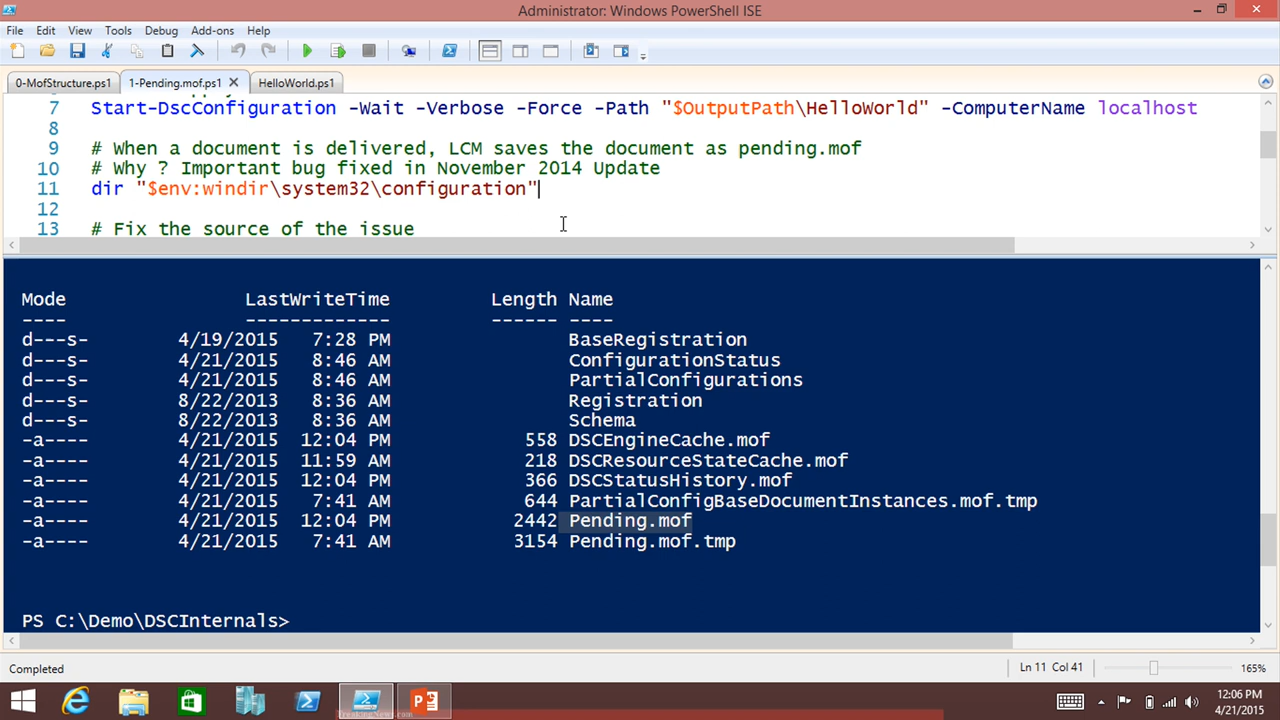 Administrator: Windows PowerShell ISE
File Edit View Tools Debug Add-ons Help
0-MofStructure.ps1 1-Pending.mof.ps1 HelloWorld.ps1
7 Start-DscConfiguration -Wait -Verbose -Force -Path "$OutputPath\HelloWorld" -ComputerName localhost
8
9 # When a document is delivered, LCM saves the document as pending.mof
10 # Why ? Important bug fixed in November 2014 Update
11 dir "$env:windir\system32\configuration"
12
13 # Fix the source of the issue
Mode LastWriteTime Length Name
---- ------------- ------ ----
d---s- 4/19/2015 7:28 PM BaseRegistration
d---s- 4/21/2015 8:46 AM ConfigurationStatus
d---s- 4/21/2015 8:46 AM PartialConfigurations
d---s- 8/22/2013 8:36 AM Registration
d---s- 8/22/2013 8:36 AM Schema
-a---- 4/21/2015 12:04 PM 558 DSCEngineCache.mof
-a---- 4/21/2015 11:59 AM 218 DSCResourceStateCache.mof
-a---- 4/21/2015 12:04 PM 366 DSCStatusHistory.mof
-a---- 4/21/2015 7:41 AM 644 PartialConfigBaseDocumentInstances.mof.tmp
-a---- 4/21/2015 12:04 PM 2442 Pending.mof
-a---- 4/21/2015 7:41 AM 3154 Pending.mof.tmp
PS C:\Demo\DSCInternals>
Completed Ln 11 Col 41 165%
12:06 PM
4/21/2015